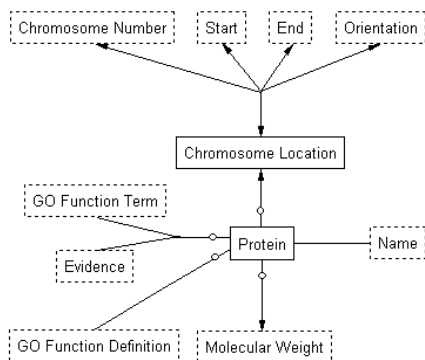 Chromosome Number
Start
End
Orientation
Chromosome Location
GO Function Term
Protein
Name
Evidence
GO Function Definition
Molecular Weight